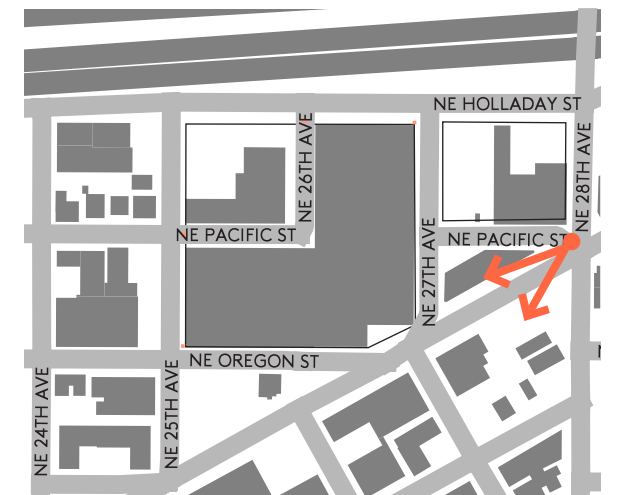 NE HOLLADAY ST
NE 26TH AVE
NE 28TH AVE
NE PACIFIC ST
NE PACIFIC ST
NE 27TH AVE
NE OREGON ST
NE 24TH AVE
NE 25TH AVE